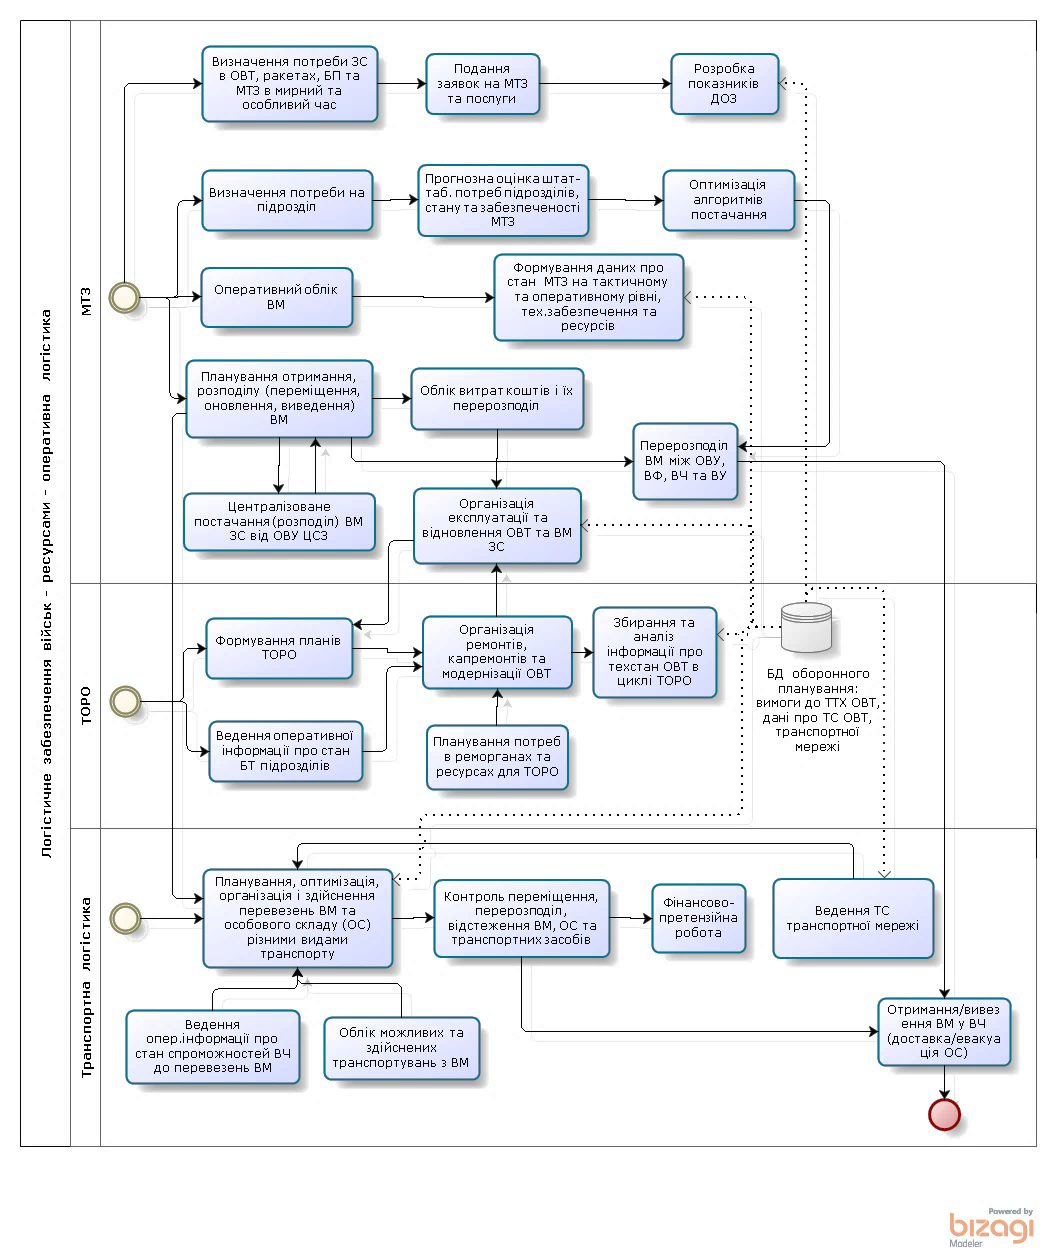 Логістичне забезпечення військ - ресурсами - оперативна логістика
МТЗ
Визначення потреби ЗС
в ОВТ, ракетах, БП та
МТЗ в мирний та
особливий час
Подання
заявок на МТЗ
та послуги
Розробка
показників
ДОЗ
Визначення потреби на
підрозділ
Прогнозна оцінка штат-
таб. потреб підрозділів,
стану та забезпеченості
МТЗ
Оптимізація
алгоритмів
постачання
Оперативний облік
ВМ
Формування даних про
стан МТЗ на тактичному
та оперативному рівні,
тех.забезпечення та
ресурсів
Планування отримання,
розподілу (переміщення,
оновлення, виведення)
ВМ
Облік витрат коштів і їх
перерозподіл
Перерозподіл
ВМ між ОВУ,
ВФ, ВЧ та ВУ
Централізоване
постачання (розподіл) ВМ
ЗС від ОВУ ЦСЗ
Організація
експлуатації та
відновлення ОВТ та ВМ
ЗС
ТОРО
Формування планів
ТОРО
Організація
ремонтів,
капремонтів та
модернізації ОВТ
Збирання та
аналіз
інформації про
техстан ОВТ в
циклі ТОРО
БД оборонного
планування:
вимоги до ТТХ ОВТ,
дані про ТС ОВТ,
транспортної
мережі
Ведення оперативної
інформації про стан
БТ підрозділів
Планування потреб
в реморганах та
ресурсах для ТОРО
Транспортна логістика
Планування, оптимізація,
організація і здійснення
перевезень ВМ та
особового складу (ОС)
різними видами
транспорту
Контроль переміщення,
перерозподіл,
відстеження ВМ, ОС та
транспортних засобів
Фінансово-
претензійна
робота
Ведення ТС
транспортної мережі
Ведення
опер.інформації про
стан спроможностей ВЧ
до перевезень ВМ
Облік можливих та
здійснених
транспортувань з ВМ
Отримання/вивез
ення ВМ у ВЧ
(доставка/евакуа
ція ОС)
Powered by
bizagi
Modeler